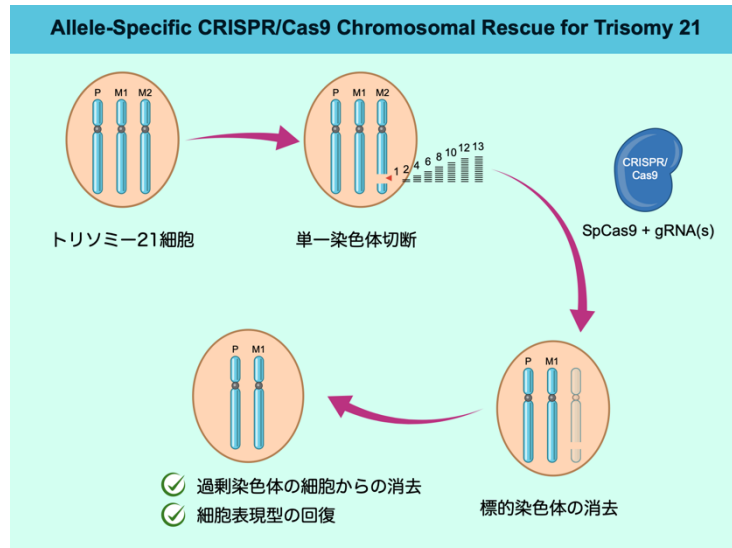 Allele-Specific CRISPR/Cas9 Chromosomal Rescue for Trisomy 21
P M1 M2
トリソミー21細胞
P M1 M2
1 2 4 6 8 10 12 13
単一染色体切断
CRISPR/
Cas9
SpCas9 + gRNA(s)
P M1
標的染色体の消去
P M1
過剰染色体の細胞からの消去
細胞表現型の回復